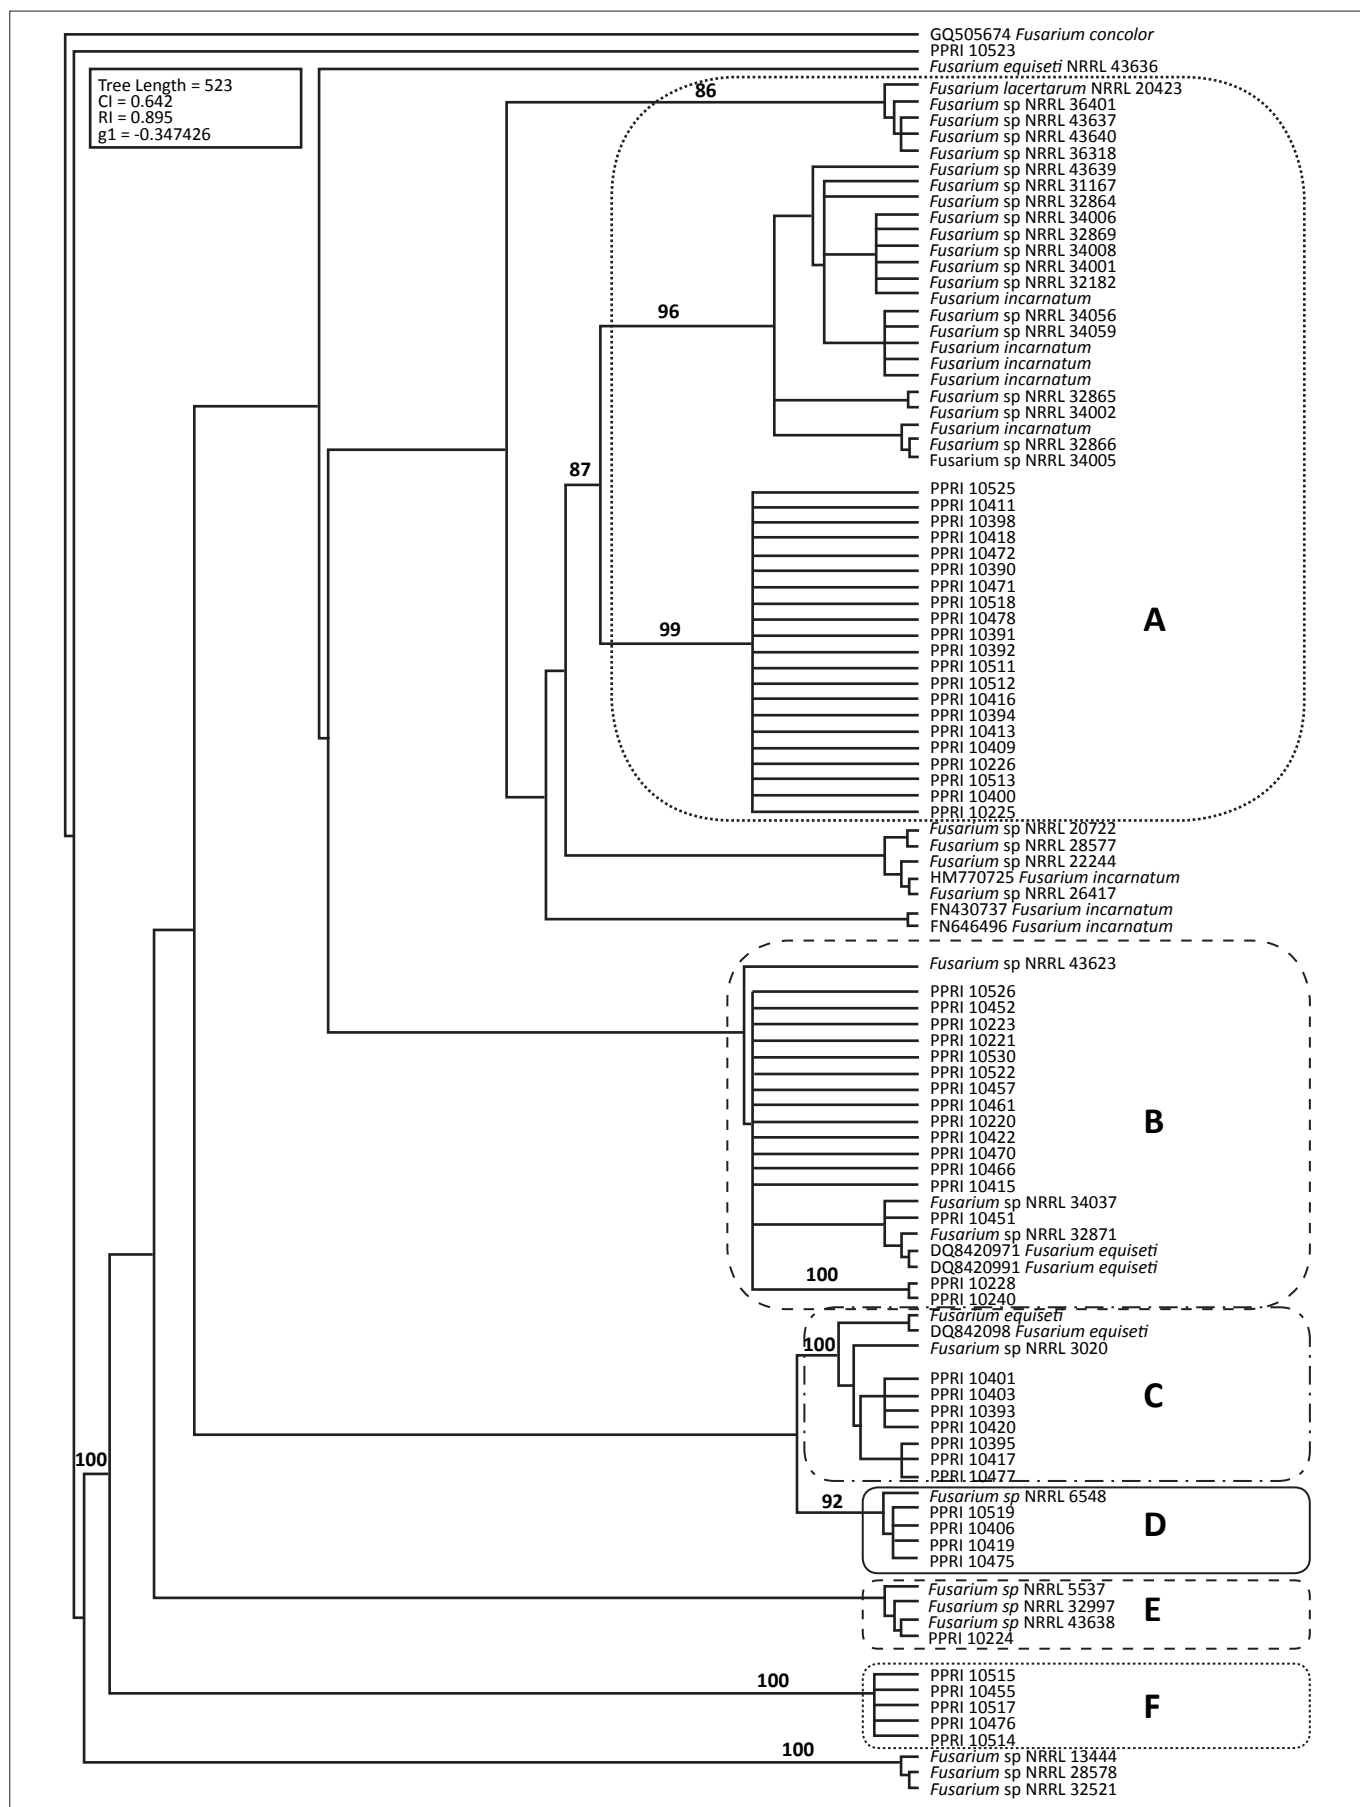 GQ505674 Fusarium concolor
PPRI 10523
Fusarium equiseti NRRL 43636
Tree Length = 523
CI = 0.642
RI = 0.895
g1 = -0.347426
86
Fusarium lacertarum NRRL 20423
Fusarium sp NRRL 36401
Fusarium sp NRRL 43637
Fusarium sp NRRL 43640
Fusarium sp NRRL 36318
Fusarium sp NRRL 43639
Fusarium sp NRRL 31167
Fusarium sp NRRL 32864
Fusarium sp NRRL 34006
Fusarium sp NRRL 32869
Fusarium sp NRRL 34008
Fusarium sp NRRL 34001
Fusarium sp NRRL 32182
Fusarium incarnatum
96
Fusarium sp NRRL 34056
Fusarium sp NRRL 34059
Fusarium incarnatum
Fusarium incarnatum
Fusarium incarnatum
Fusarium sp NRRL 32865
Fusarium sp NRRL 34002
Fusarium incarnatum
Fusarium sp NRRL 32866
Fusarium sp NRRL 34005
87
PPRI 10525
PPRI 10411
PPRI 10398
PPRI 10418
PPRI 10472
PPRI 10390
PPRI 10471
PPRI 10518
PPRI 10478
A
99
PPRI 10391
PPRI 10392
PPRI 10511
PPRI 10512
PPRI 10416
PPRI 10394
PPRI 10413
PPRI 10409
PPRI 10226
PPRI 10513
PPRI 10400
PPRI 10225
Fusarium sp NRRL 20722
Fusarium sp NRRL 28577
Fusarium sp NRRL 22244
HM770725 Fusarium incarnatum
Fusarium sp NRRL 26417
FN430737 Fusarium incarnatum
FN646496 Fusarium incarnatum
Fusarium sp NRRL 43623
PPRI 10526
PPRI 10452
PPRI 10223
PPRI 10221
PPRI 10530
PPRI 10522
PPRI 10457
PPRI 10461
PPRI 10220
B
PPRI 10422
PPRI 10470
PPRI 10466
PPRI 10415
Fusarium sp NRRL 34037
PPRI 10451
Fusarium sp NRRL 32871
DQ8420971 Fusarium equiseti
DQ8420991 Fusarium equiseti
100
PPRI 10228
PPRI 10240
Fusarium equiseti
DQ842098 Fusarium equiseti
100
Fusarium sp NRRL 3020
PPRI 10401
PPRI 10403
C
PPRI 10393
PPRI 10420
PPRI 10395
PPRI 10417
100
PPRI 10477
Fusarium sp NRRL 6548
92
PPRI 10519
D
PPRI 10406
PPRI 10419
PPRI 10475
Fusarium sp NRRL 5537
Fusarium sp NRRL 32997
E
Fusarium sp NRRL 43638
PPRI 10224
PPRI 10515
100
PPRI 10455
PPRI 10517
F
PPRI 10476
PPRI 10514
100
Fusarium sp NRRL 13444
Fusarium sp NRRL 28578
Fusarium sp NRRL 32521